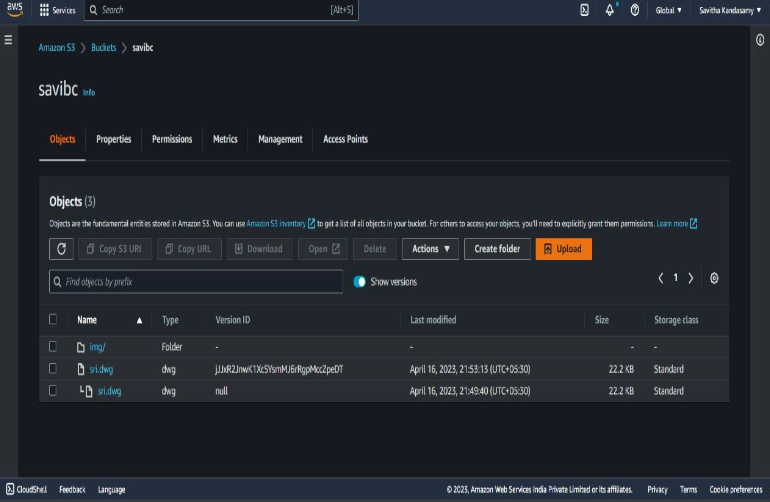 aws Services Search [Alt+S] Global ▼ Savitha Kandasamy ▼
Amazon S3 > Buckets > savibc
savibc Info
Objects Properties Permissions Metrics Management Access Points
Objects (3)
Objects are the fundamental entities stored in Amazon S3. You can use Amazon S3 inventory to get a list of all objects in your bucket. For others to access your objects, you'll need to explicitly grant them permissions. Learn more
Copy S3 URI Copy URL Download Open Delete Actions ▼ Create folder Upload
Find objects by prefix Show versions < 1 >
Name ▲ Type Version ID Last modified Size Storage class
img/ Folder - - - -
sri.dwg dwg jJJxR2JnwK1XcSYsmMJ6rRgpMccZpeDT April 16, 2023, 21:53:13 (UTC+05:30) 22.2 KB Standard
sri.dwg dwg null April 16, 2023, 21:49:40 (UTC+05:30) 22.2 KB Standard
CloudShell Feedback Language © 2023, Amazon Web Services India Private Limited or its affiliates. Privacy Terms Cookie preferences